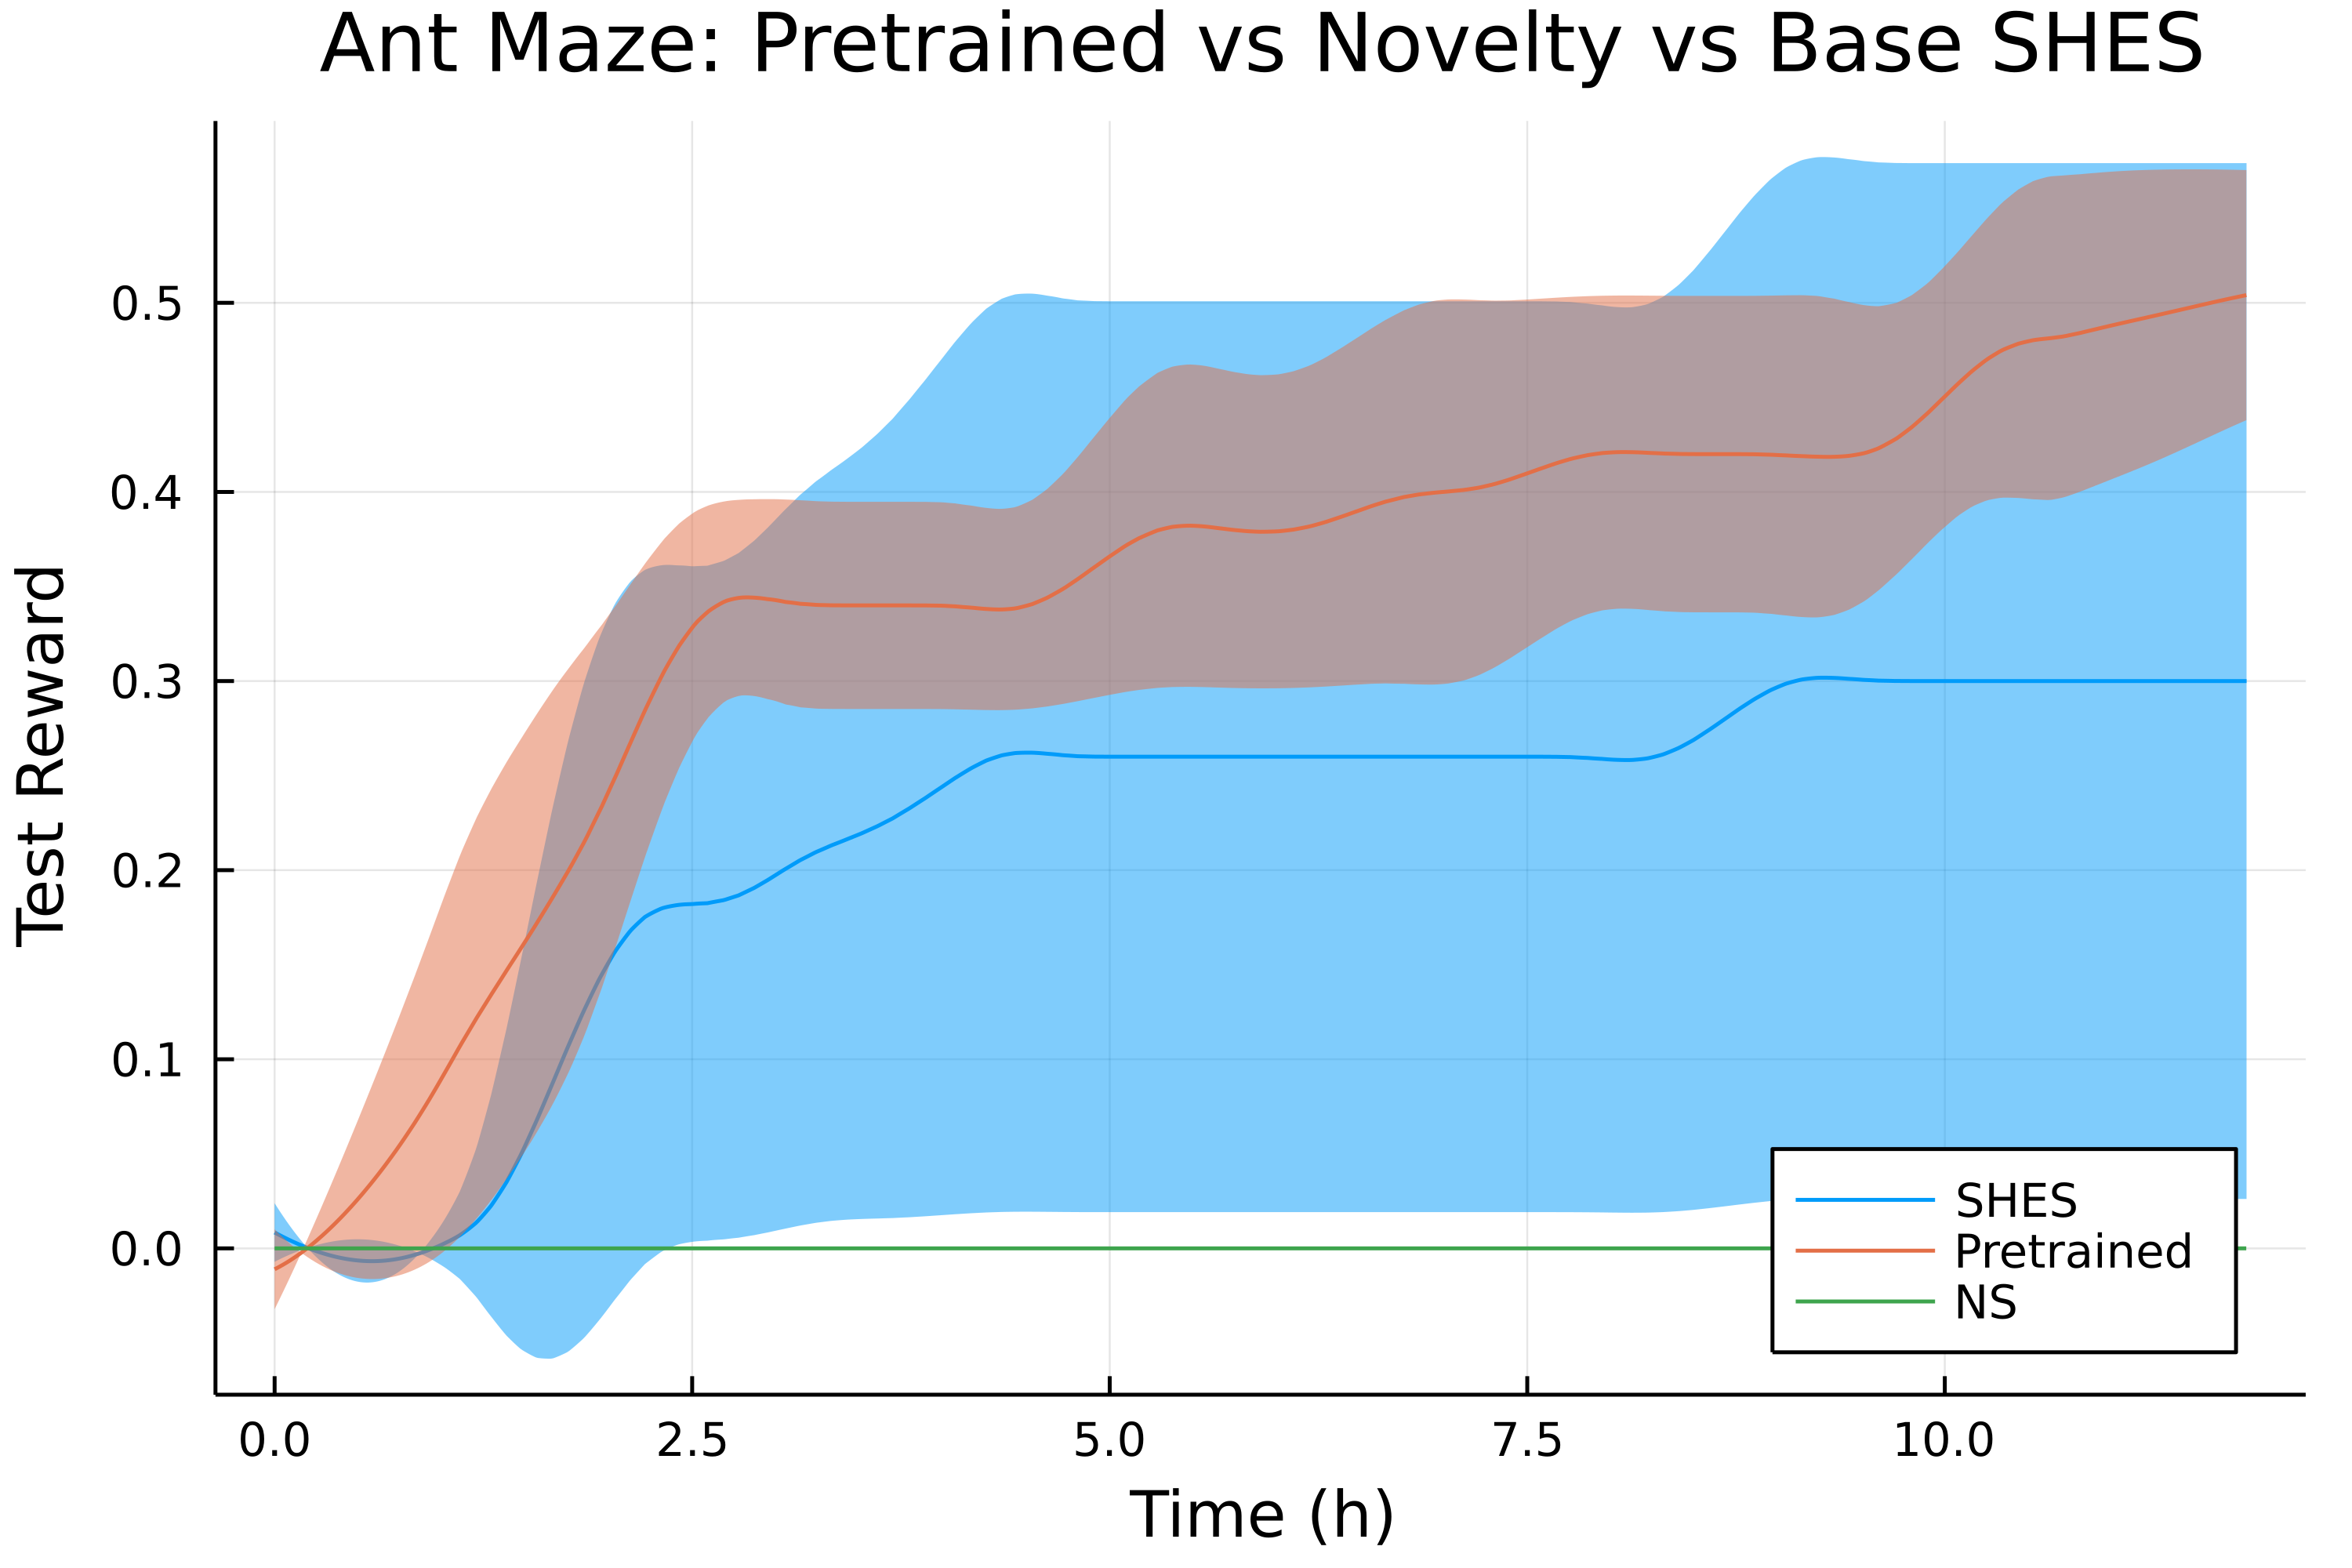 Ant Maze: Pretrained vs Novelty vs Base SHES
Test Reward
0.5
0.4
0.3
0.2
0.1
0.0
SHES
Pretrained
NS
0.0 2.5 5.0 7.5 10.0
Time (h)